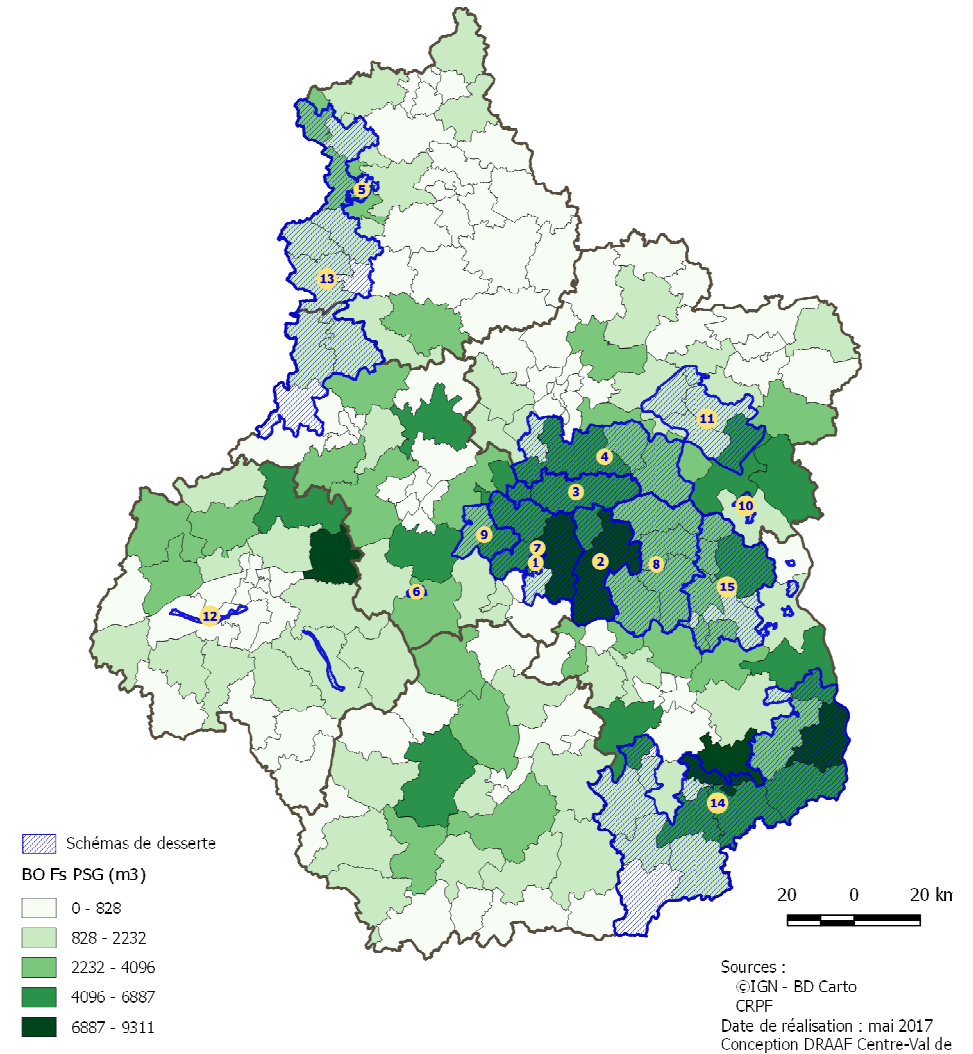 5
13
11
4
3
10
9
7
1
2
8
15
6
12
14
Schémas de desserte
BO Fs PSG (m3)
0 - 828
828 - 2232
2232 - 4096
4096 - 6887
6887 - 9311
20 0 20 km
Sources :
©IGN - BD Carto
CRPF
Date de réalisation : mai 2017
Conception DRAAF Centre-Val de